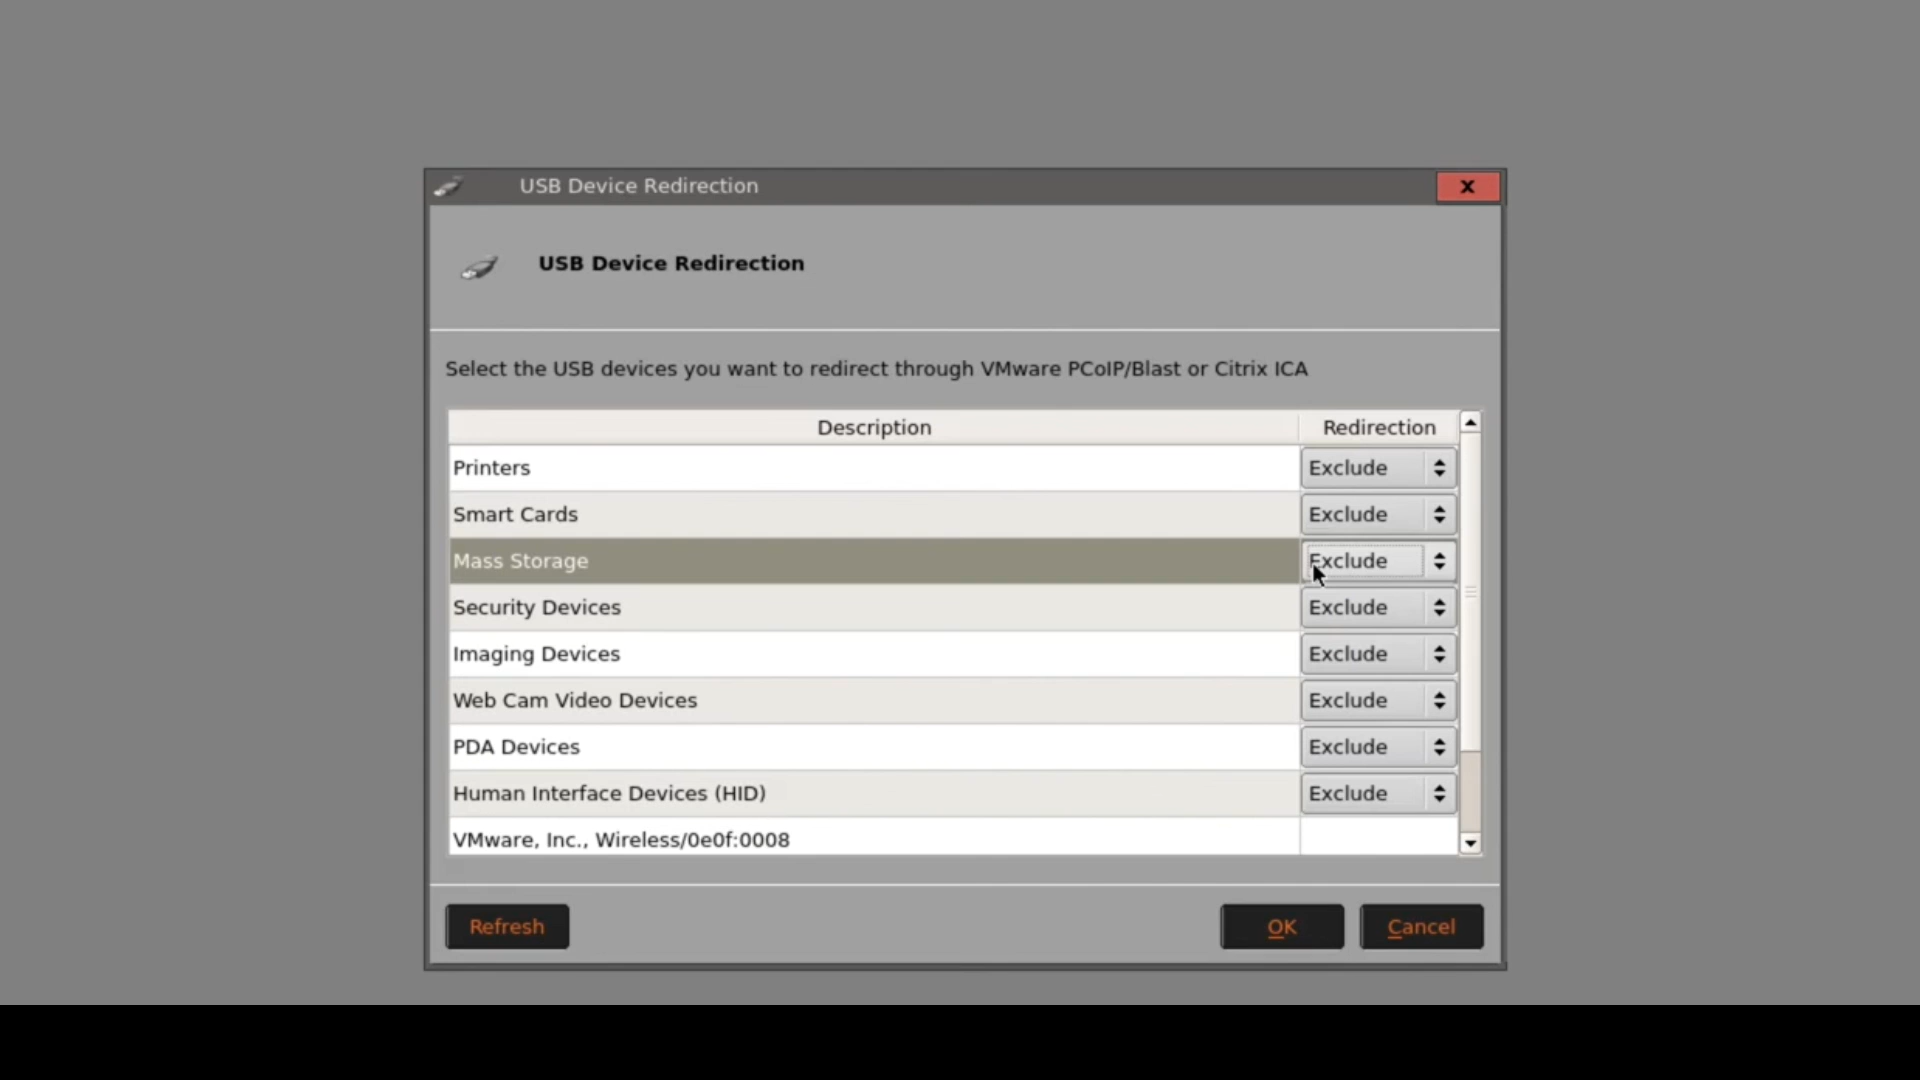 USB Device Redirection
x
USB Device Redirection
Select the USB devices you want to redirect through VMware PCoIP/Blast or Citrix ICA
Description Redirection
Printers Exclude
Smart Cards Exclude
Mass Storage Exclude
Security Devices Exclude
Imaging Devices Exclude
Web Cam Video Devices Exclude
PDA Devices Exclude
Human Interface Devices (HID) Exclude
VMware, Inc., Wireless/0e0f:0008
Refresh OK Cancel